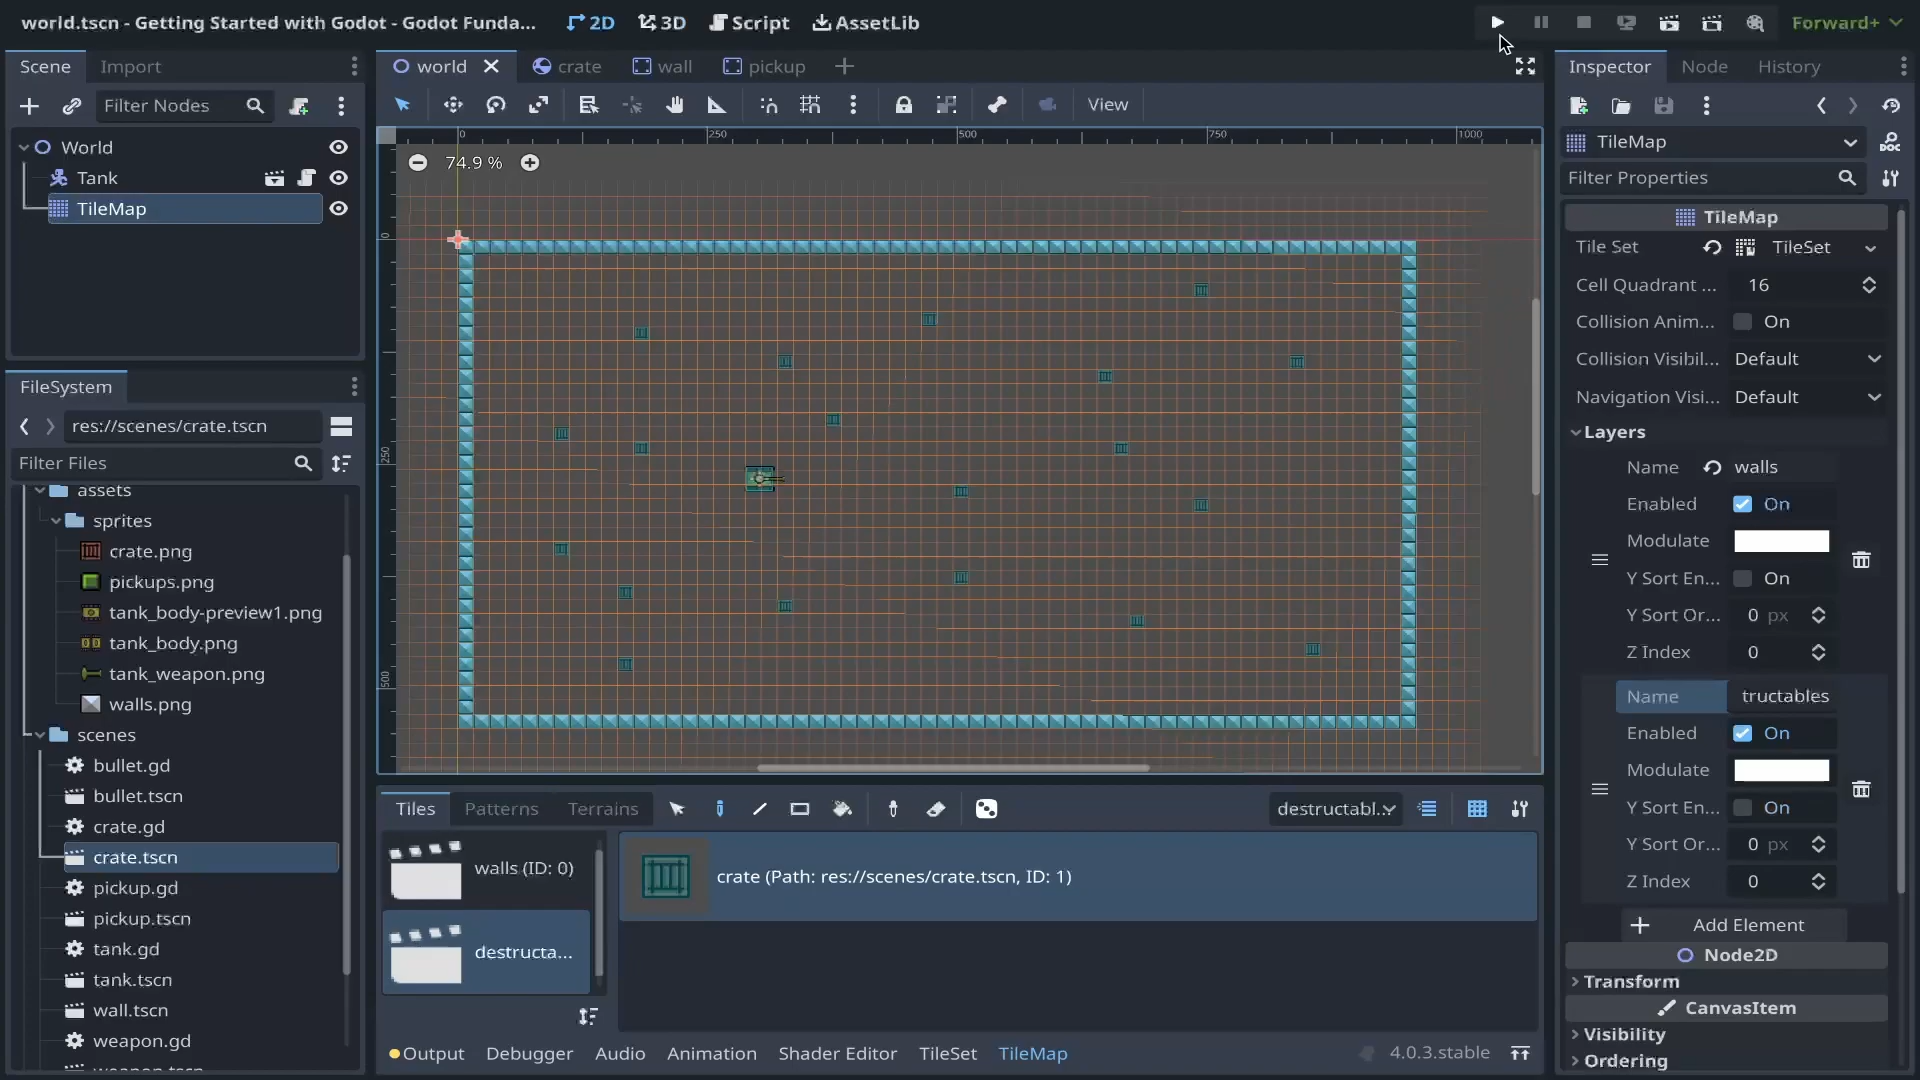 world.tscn - Getting Started with Godot - Godot Funda...
2D
3D
Script
AssetLib
Forward+
Scene
Import
Filter Nodes
World
Tank
TileMap
FileSystem
res://scenes/crate.tscn
Filter Files
assets
sprites
crate.png
pickups.png
tank_body-preview1.png
tank_body.png
tank_weapon.png
walls.png
scenes
bullet.gd
bullet.tscn
crate.gd
crate.tscn
pickup.gd
pickup.tscn
tank.gd
tank.tscn
wall.tscn
weapon.gd
weapon.tscn
world
crate
wall
pickup
View
0
250
500
750
1000
74.9 %
0
250
500
Tiles
Patterns
Terrains
destructabl...
walls (ID: 0)
destructa...
crate (Path: res://scenes/crate.tscn, ID: 1)
Output
Debugger
Audio
Animation
Shader Editor
TileSet
TileMap
4.0.3.stable
Inspector
Node
History
TileMap
Filter Properties
TileMap
Tile Set
TileSet
Cell Quadrant ...
16
Collision Anim...
On
Collision Visibil...
Default
Navigation Visi...
Default
Layers
Name
walls
Enabled
On
Modulate
Y Sort En...
On
Y Sort Or...
0 px
Z Index
0
Name
tructables
Enabled
On
Modulate
Y Sort En...
On
Y Sort Or...
0 px
Z Index
0
Add Element
Node2D
Transform
CanvasItem
Visibility
Ordering